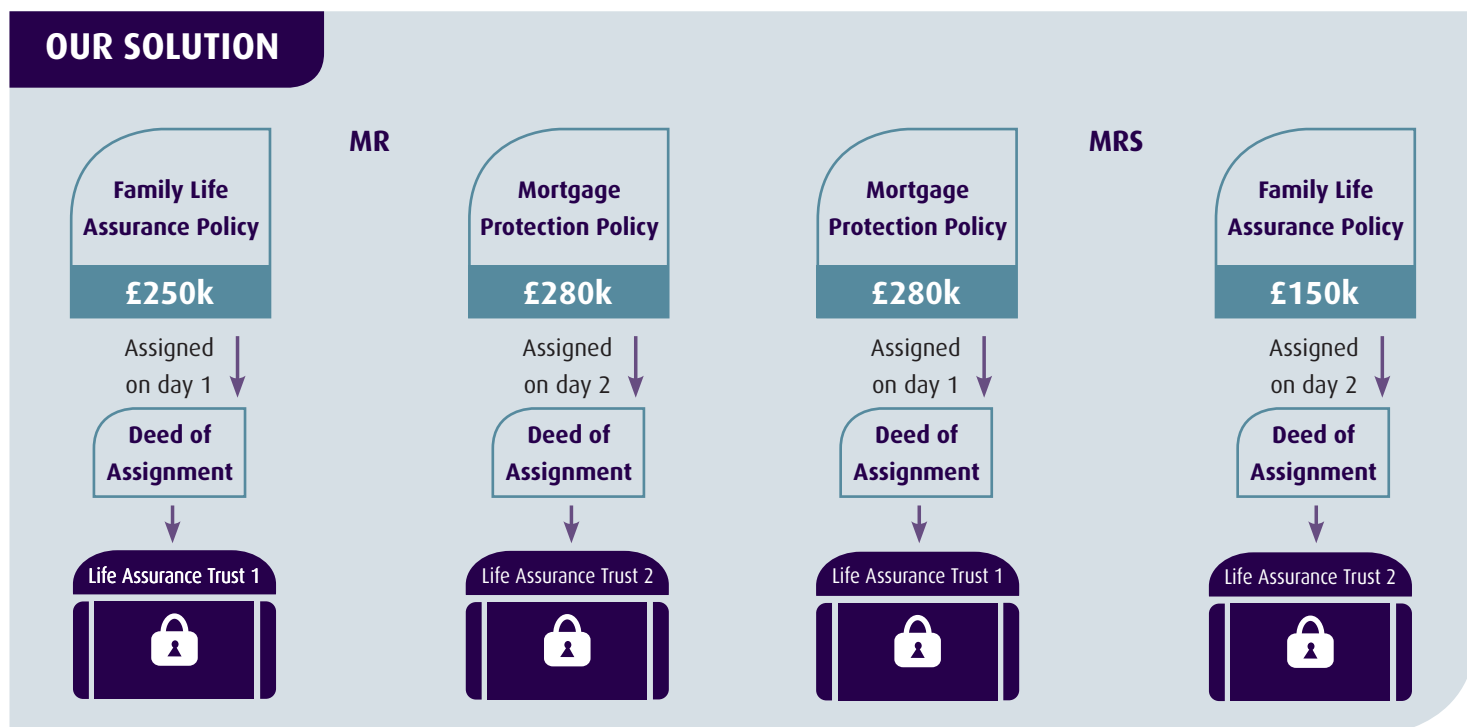 OUR SOLUTION
MR
MRS
Family Life
Assurance Policy
£250k
Assigned
on day 1
Deed of
Assignment
Life Assurance Trust 1
Mortgage
Protection Policy
£280k
Assigned
on day 2
Deed of
Assignment
Life Assurance Trust 2
Mortgage
Protection Policy
£280k
Assigned
on day 1
Deed of
Assignment
Life Assurance Trust 1
Family Life
Assurance Policy
£150k
Assigned
on day 2
Deed of
Assignment
Life Assurance Trust 2